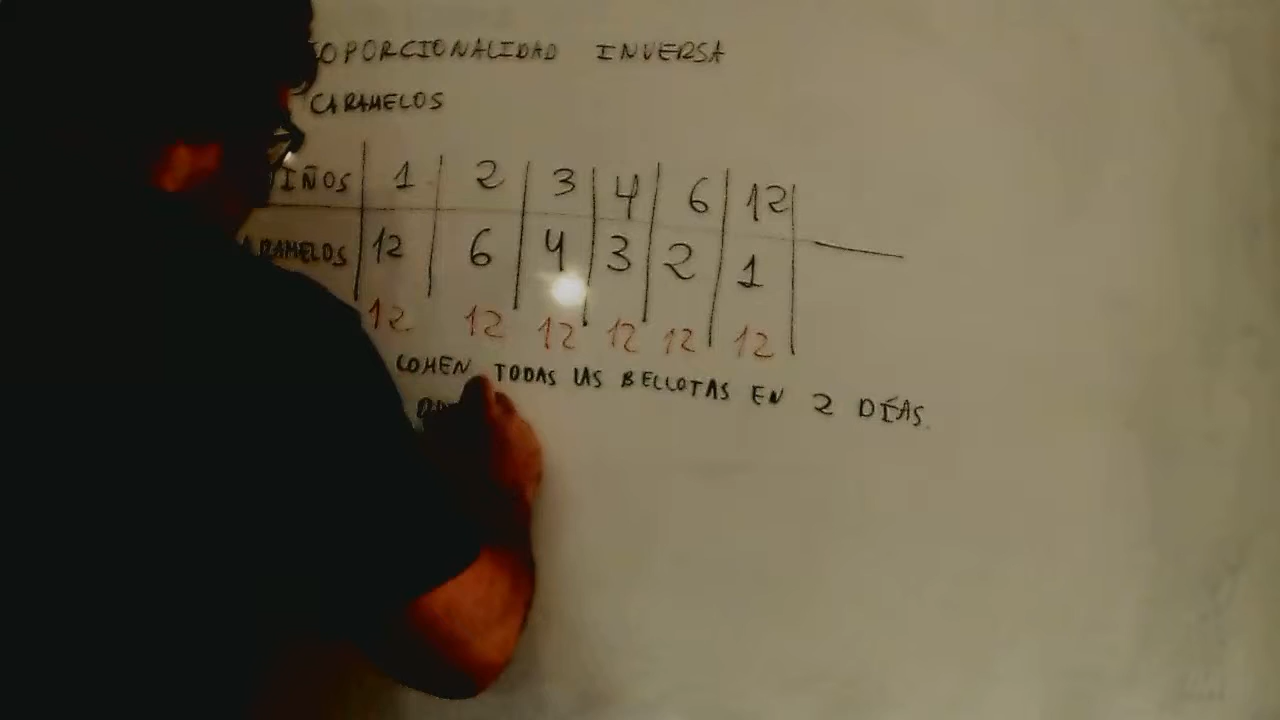 OPORCIONALIDAD INVERSA
CARAMELOS
IÑOS 1 2 3 4 6 12
RAMELOS 12 6 4 3 2 1
12 12 12 12 12 12
COMEN TODAS LAS BELLOTAS EN 2 DÍAS.